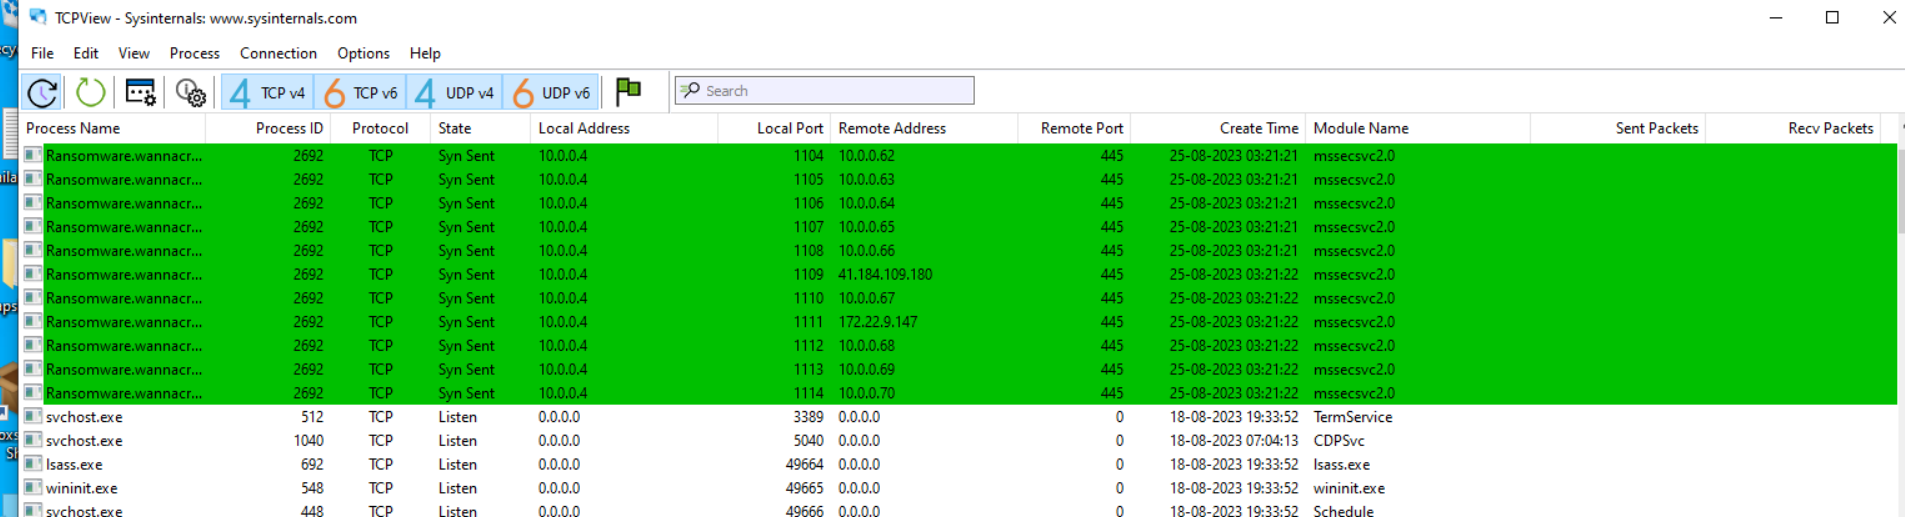 TCPView - Sysinternals: www.sysinternals.com
File Edit View Process Connection Options Help
4 TCP v4 6 TCP v6 4 UDP v4 6 UDP v6 Search
Process Name Process ID Protocol State Local Address Local Port Remote Address Remote Port Create Time Module Name Sent Packets Recv Packets
Ransomware.wannacr... 2692 TCP Syn Sent 10.0.0.4 1104 10.0.0.62 445 25-08-2023 03:21:21 mssecsvc2.0
Ransomware.wannacr... 2692 TCP Syn Sent 10.0.0.4 1105 10.0.0.63 445 25-08-2023 03:21:21 mssecsvc2.0
Ransomware.wannacr... 2692 TCP Syn Sent 10.0.0.4 1106 10.0.0.64 445 25-08-2023 03:21:21 mssecsvc2.0
Ransomware.wannacr... 2692 TCP Syn Sent 10.0.0.4 1107 10.0.0.65 445 25-08-2023 03:21:21 mssecsvc2.0
Ransomware.wannacr... 2692 TCP Syn Sent 10.0.0.4 1108 10.0.0.66 445 25-08-2023 03:21:21 mssecsvc2.0
Ransomware.wannacr... 2692 TCP Syn Sent 10.0.0.4 1109 41.184.109.180 445 25-08-2023 03:21:22 mssecsvc2.0
Ransomware.wannacr... 2692 TCP Syn Sent 10.0.0.4 1110 10.0.0.67 445 25-08-2023 03:21:22 mssecsvc2.0
Ransomware.wannacr... 2692 TCP Syn Sent 10.0.0.4 1111 172.22.9.147 445 25-08-2023 03:21:22 mssecsvc2.0
Ransomware.wannacr... 2692 TCP Syn Sent 10.0.0.4 1112 10.0.0.68 445 25-08-2023 03:21:22 mssecsvc2.0
Ransomware.wannacr... 2692 TCP Syn Sent 10.0.0.4 1113 10.0.0.69 445 25-08-2023 03:21:22 mssecsvc2.0
Ransomware.wannacr... 2692 TCP Syn Sent 10.0.0.4 1114 10.0.0.70 445 25-08-2023 03:21:22 mssecsvc2.0
svchost.exe 512 TCP Listen 0.0.0.0 3389 0.0.0.0 0 18-08-2023 19:33:52 TermService
svchost.exe 1040 TCP Listen 0.0.0.0 5040 0.0.0.0 0 18-08-2023 07:04:13 CDPSvc
lsass.exe 692 TCP Listen 0.0.0.0 49664 0.0.0.0 0 18-08-2023 19:33:52 lsass.exe
wininit.exe 548 TCP Listen 0.0.0.0 49665 0.0.0.0 0 18-08-2023 19:33:52 wininit.exe
svchost.exe 448 TCP Listen 0.0.0.0 49666 0.0.0.0 0 18-08-2023 19:33:52 Schedule